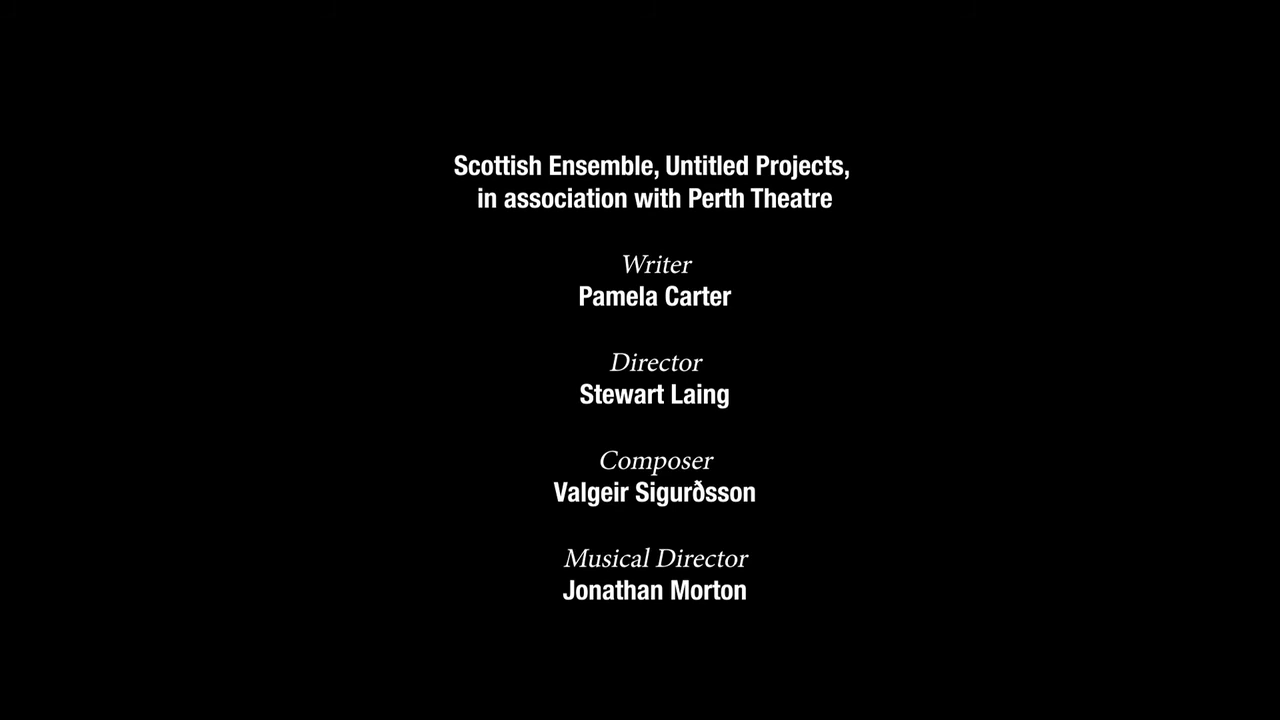 Scottish Ensemble, Untitled Projects,
in association with Perth Theatre
Writer
Pamela Carter
Director
Stewart Laing
Composer
Valgeir Sigurðsson
Musical Director
Jonathan Morton